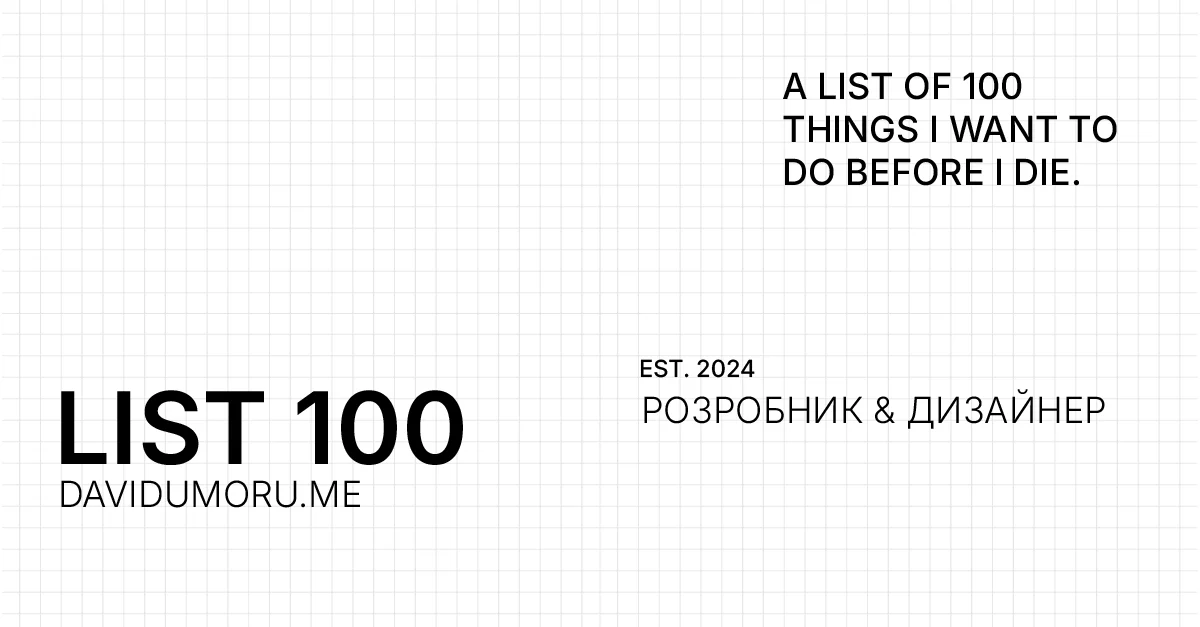 A LIST OF 100
THINGS I WANT TO
DO BEFORE I DIE.
EST. 2024
РОЗРОБНИК & ДИЗАЙНЕР
LIST 100
DAVIDUMORU.ME